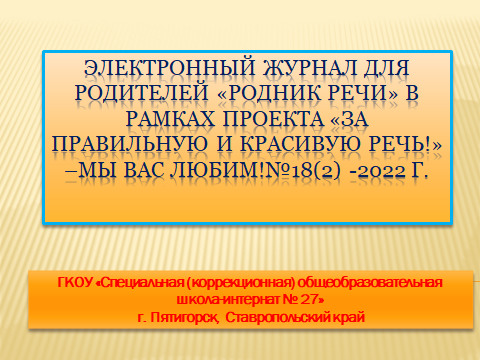 ЭЛЕКТРОННЫЙ ЖУРНАЛ ДЛЯ
РОДИТЕЛЕЙ «РОДНИК РЕЧИ» В
РАМКАХ ПРОЕКТА «ЗА
ПРАВИЛЬНУЮ И КРАСИВУЮ РЕЧЬ!»
–МЫ ВАС ЛЮБИМ!№18(2) -2022 Г.
ГКОУ «Специальная (коррекционная) общеобразовательная
школа-интернат № 27»
г. Пятигорск, Ставропольский край